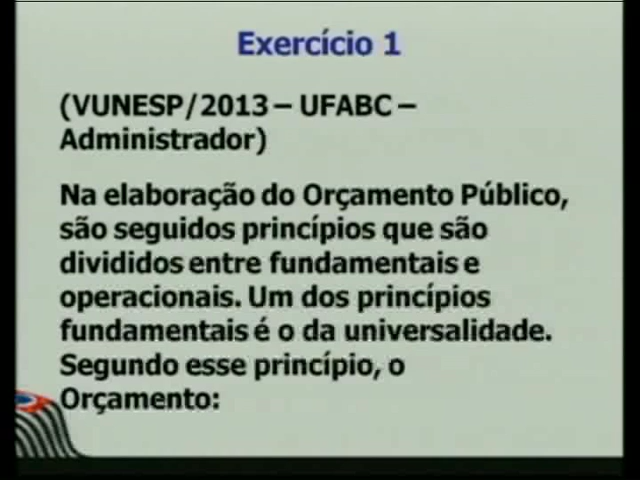 Exercício 1
(VUNESP/2013 – UFABC –
Administrador)
Na elaboração do Orçamento Público,
são seguidos princípios que são
divididos entre fundamentais e
operacionais. Um dos princípios
fundamentais é o da universalidade.
Segundo esse princípio, o
Orçamento: